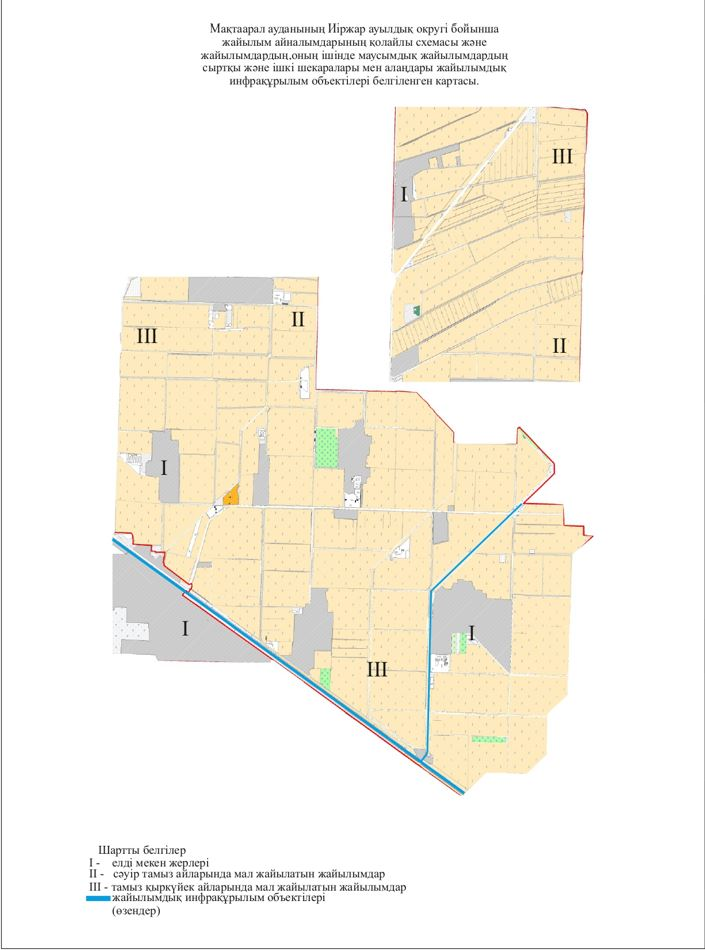 Мақтаарал ауданының Иіржар ауылдық округі бойынша
жайылым айналымдарының қолайлы схемасы және
жайылымдардың,оның ішінде маусымдық жайылымдардың
сыртқы және ішкі шекаралары мен алаңдары жайылымдық
инфрақұрылым объектілері белгіленген картасы.
III
I
II
II
III
I
I
I
III
Шартты белгілер
I - елді мекен жерлері
II - сәуір тамыз айларында мал жайылатын жайылымдар
III - тамыз қыркүйек айларында мал жайылатын жайылымдар
жайылымдық инфрақұрылым объектілері
(өзендер)